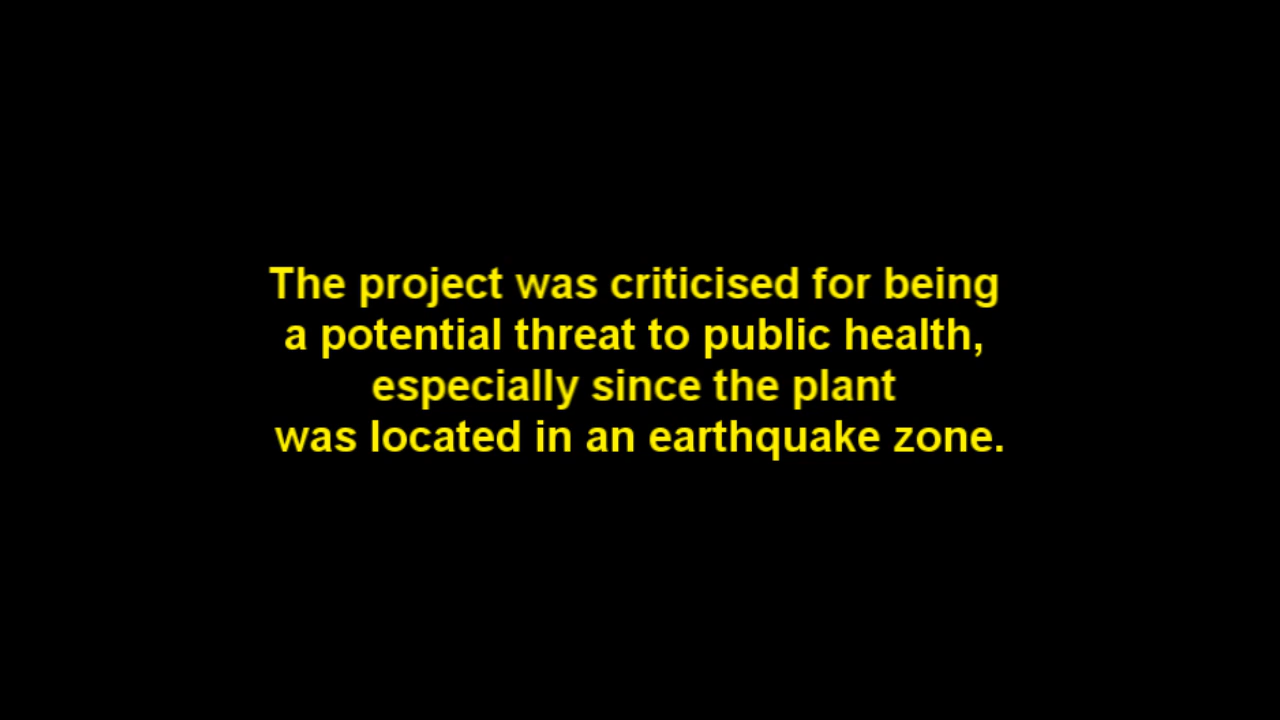 The project was criticised for being
a potential threat to public health,
especially since the plant
was located in an earthquake zone.